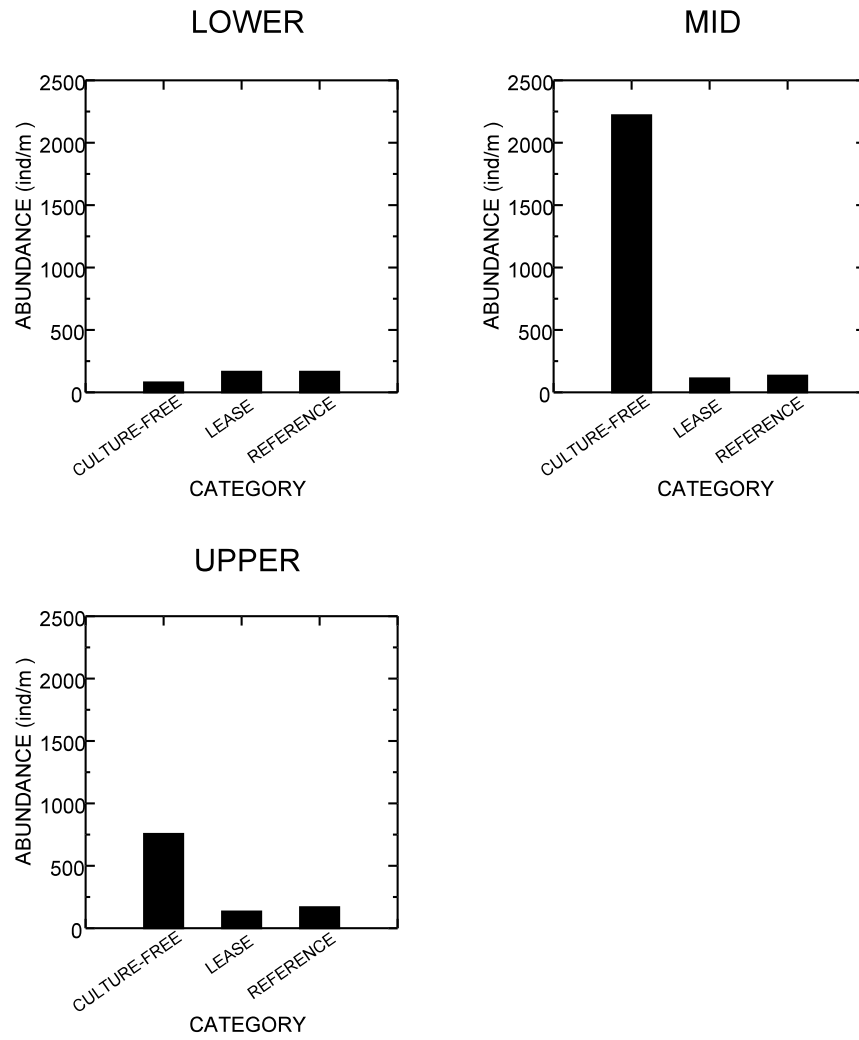 LOWER
2500
2000
1500
1000
500
0
ABUNDANCE (ind/m )
CULTURE-FREE
LEASE
REFERENCE
CATEGORY
MID
2500
2000
1500
1000
500
0
ABUNDANCE (ind/m )
CULTURE-FREE
LEASE
REFERENCE
CATEGORY
UPPER
2500
2000
1500
1000
500
0
ABUNDANCE (ind/m )
CULTURE-FREE
LEASE
REFERENCE
CATEGORY